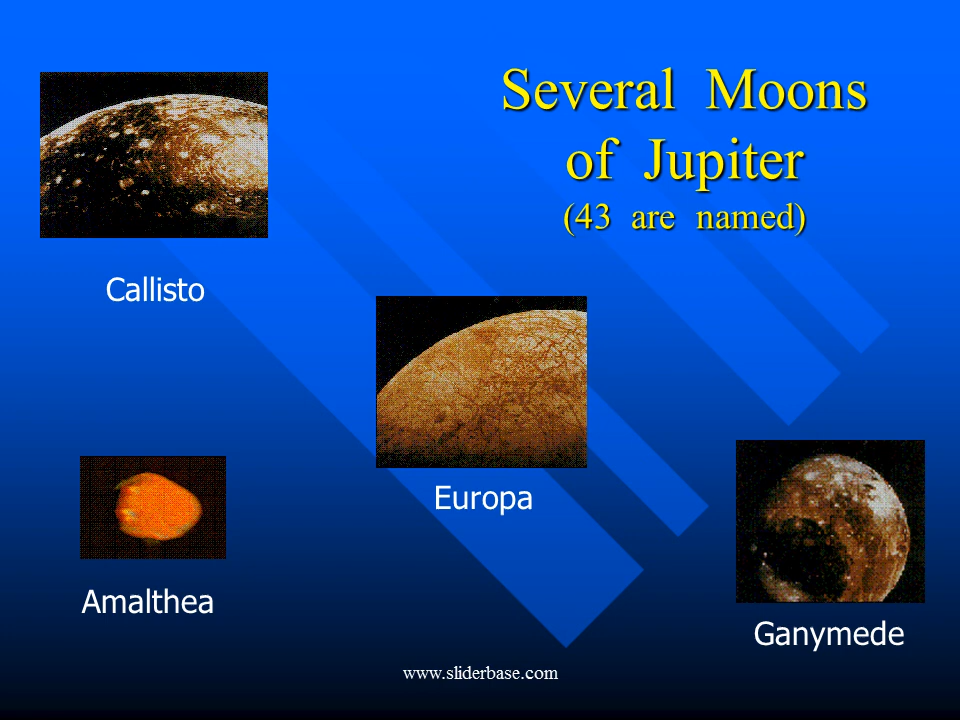 Several Moons
of Jupiter
(43 are named)
Callisto
Europa
Amalthea
Ganymede
www.sliderbase.com